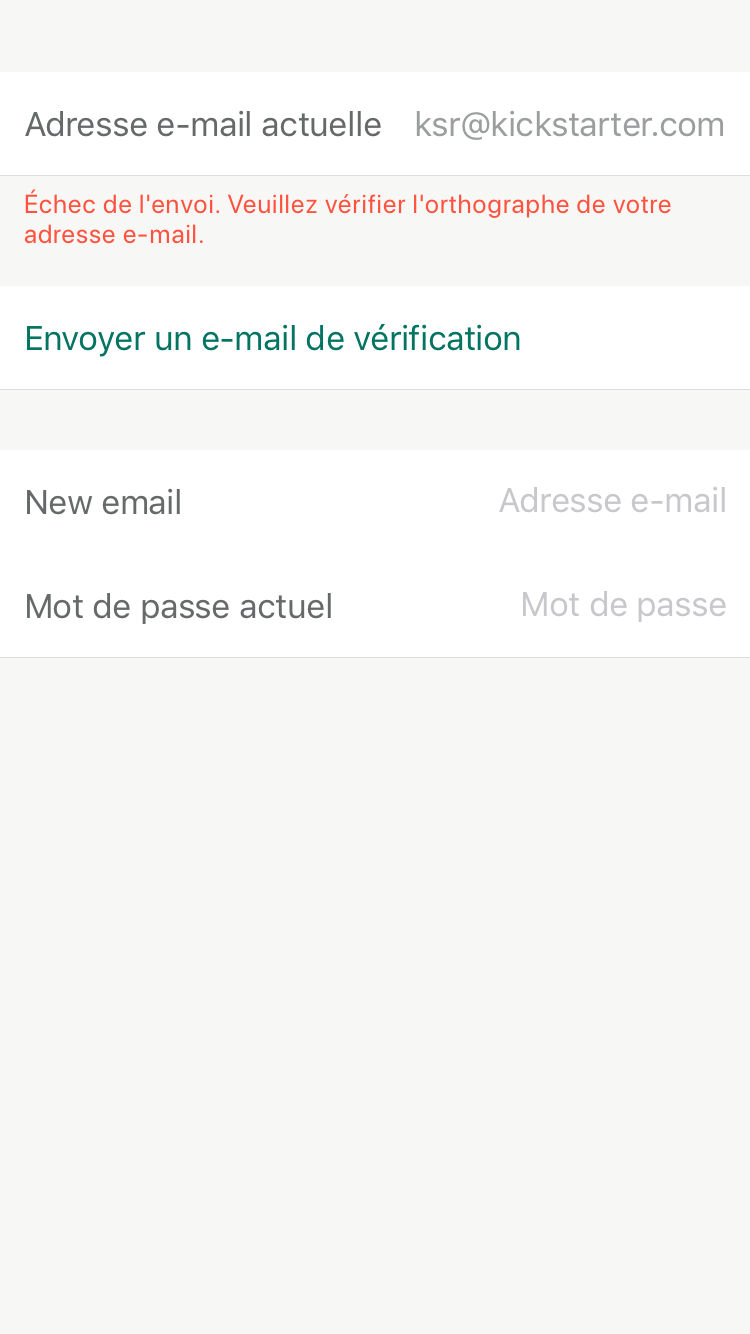 Adresse e-mail actuelle ksr@kickstarter.com
Échec de l'envoi. Veuillez vérifier l'orthographe de votre
adresse e-mail.
Envoyer un e-mail de vérification
New email Adresse e-mail
Mot de passe actuel Mot de passe